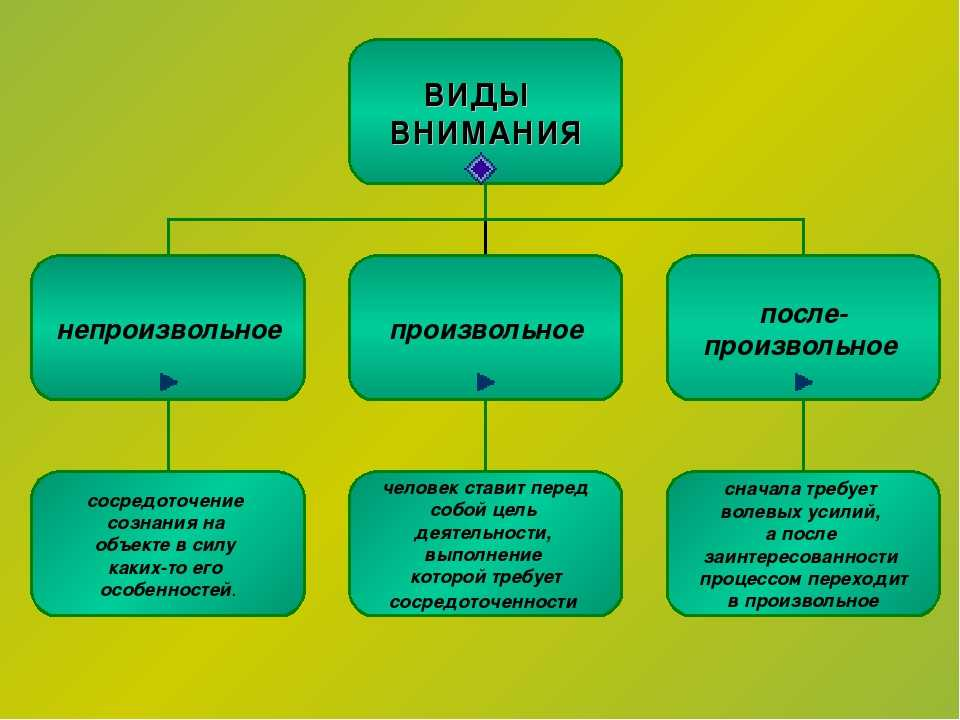 ВИДЫ
ВНИМАНИЯ
непроизвольное
произвольное
после-
произвольное
сосредоточение
сознания на
объекте в силу
каких-то его
особенностей.
человек ставит перед
собой цель
деятельности,
выполнение
которой требует
сосредоточенности
сначала требует
волевых усилий,
а после
заинтересованности
процессом переходит
в произвольное